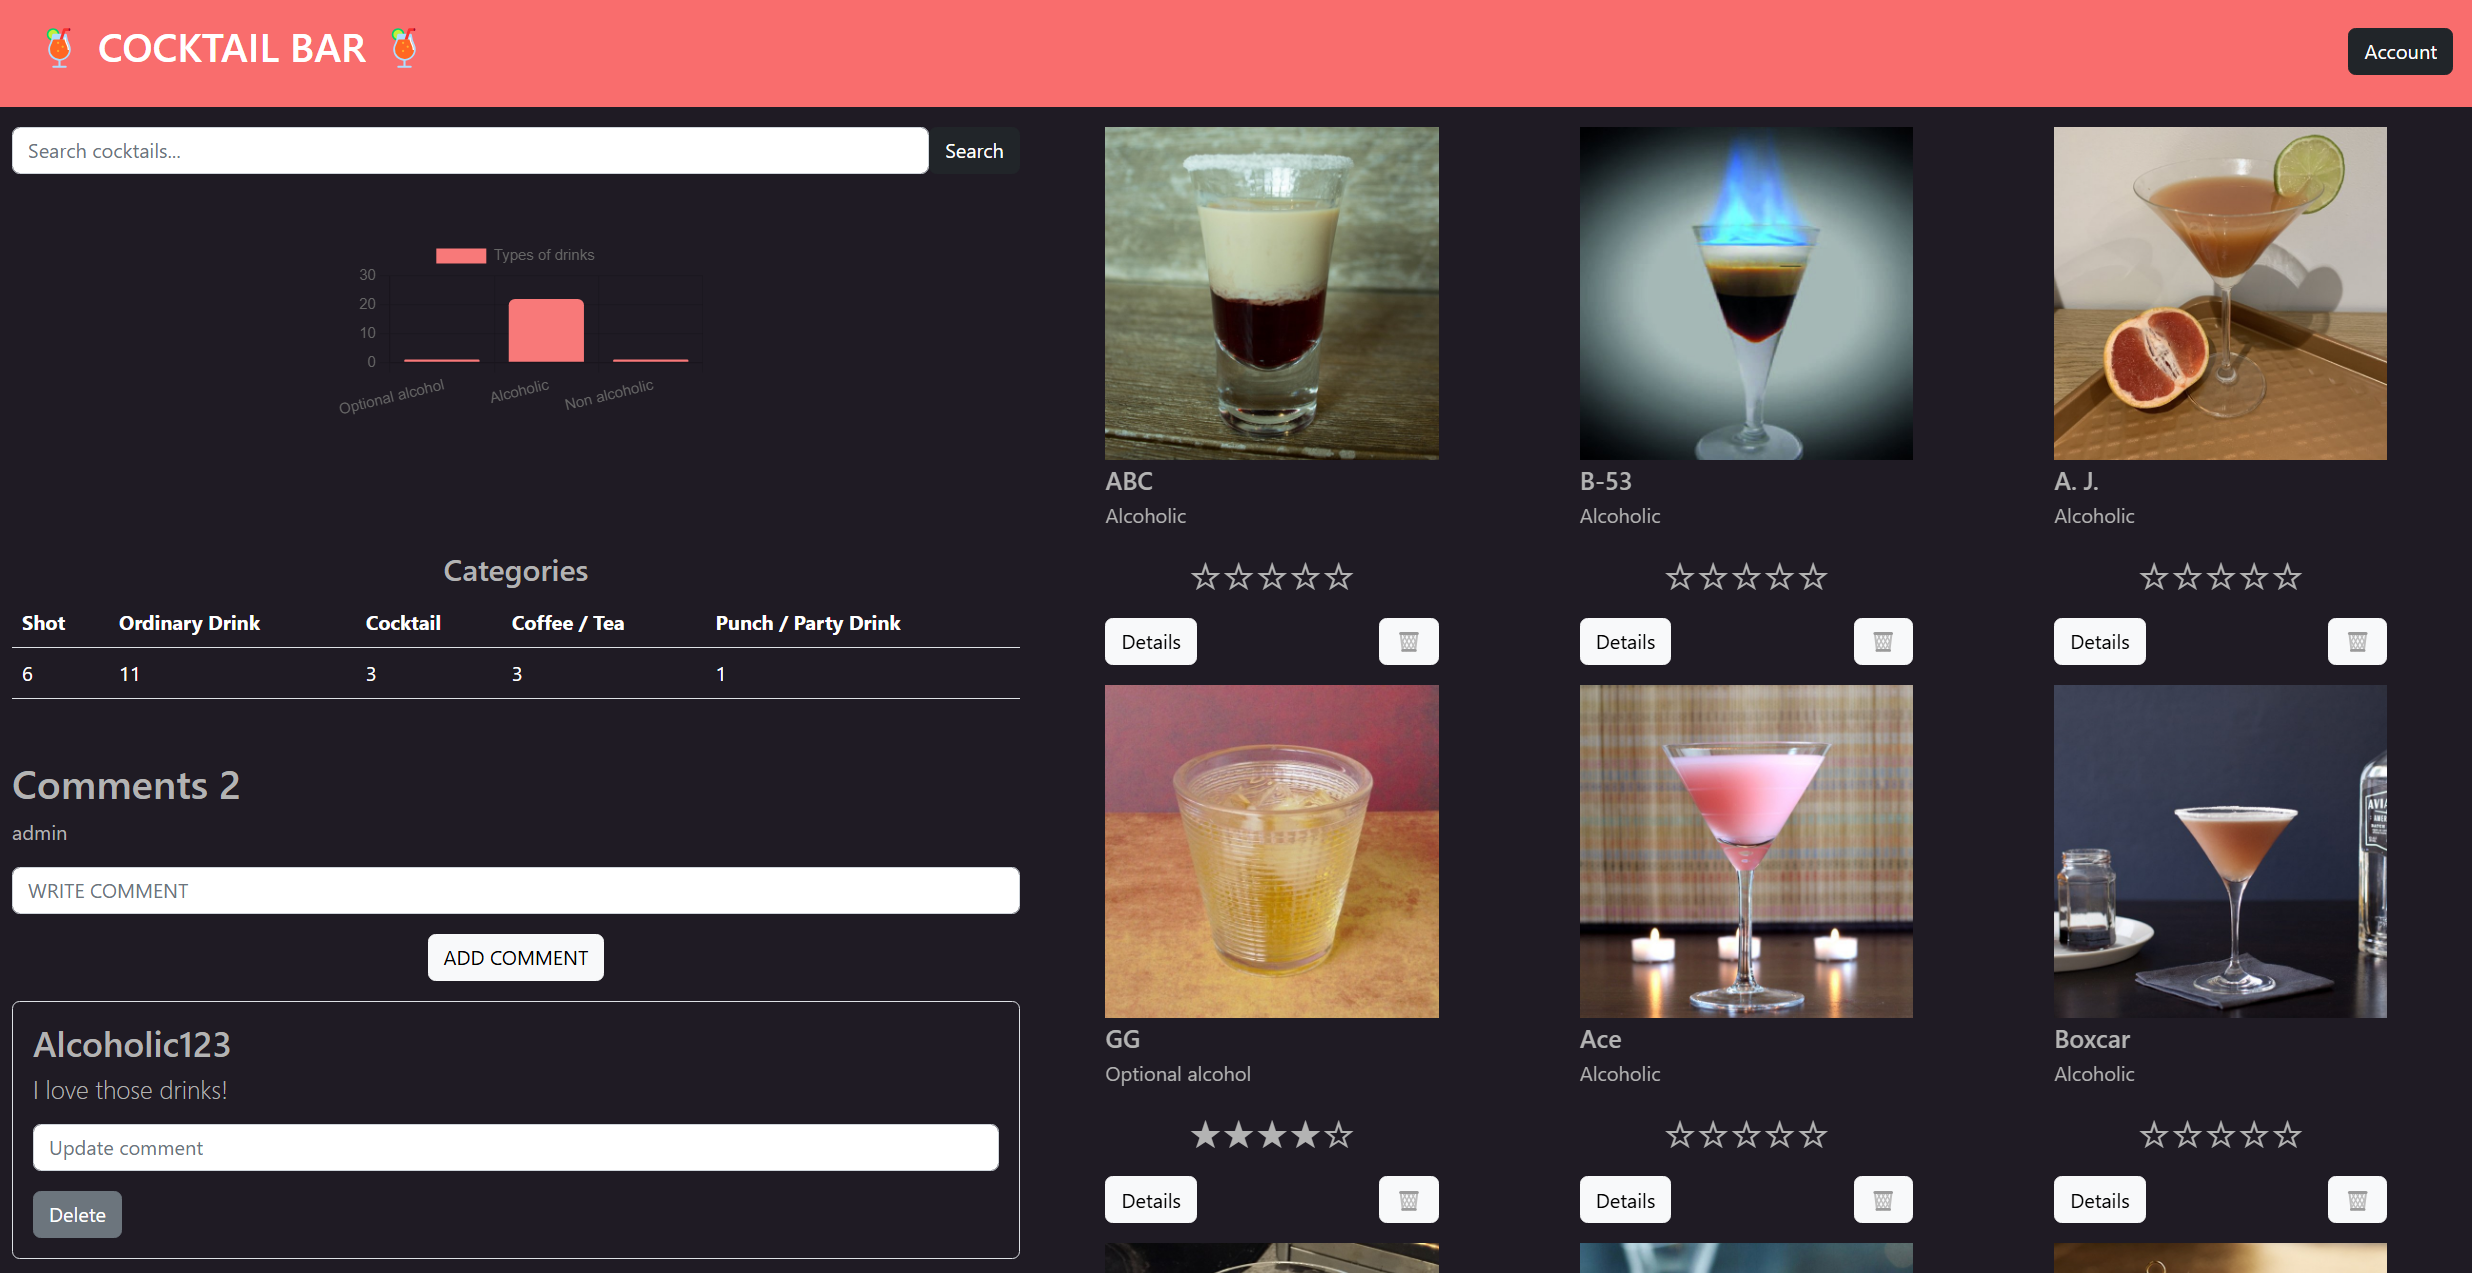 COCKTAIL BAR
Account
Search cocktails...
Search
Types of drinks
30
20
10
0
Optional alcohol
Alcoholic
Non alcoholic
Categories
Shot Ordinary Drink Cocktail Coffee / Tea Punch / Party Drink
6 11 3 3 1
Comments 2
admin
WRITE COMMENT
ADD COMMENT
Alcoholic123
I love those drinks!
Update comment
Delete
ABC
Alcoholic
☆☆☆☆☆
Details
B-53
Alcoholic
☆☆☆☆☆
Details
A. J.
Alcoholic
☆☆☆☆☆
Details
GG
Optional alcohol
★★★★☆
Details
Ace
Alcoholic
☆☆☆☆☆
Details
Boxcar
Alcoholic
☆☆☆☆☆
Details